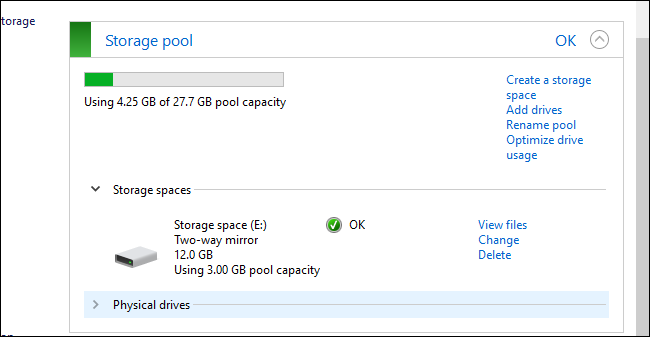 torage
Storage pool
OK
Using 4.25 GB of 27.7 GB pool capacity
Create a storage
space
Add drives
Rename pool
Optimize drive
usage
Storage spaces
Storage space (E:)
OK
Two-way mirror
12.0 GB
Using 3.00 GB pool capacity
View files
Change
Delete
Physical drives